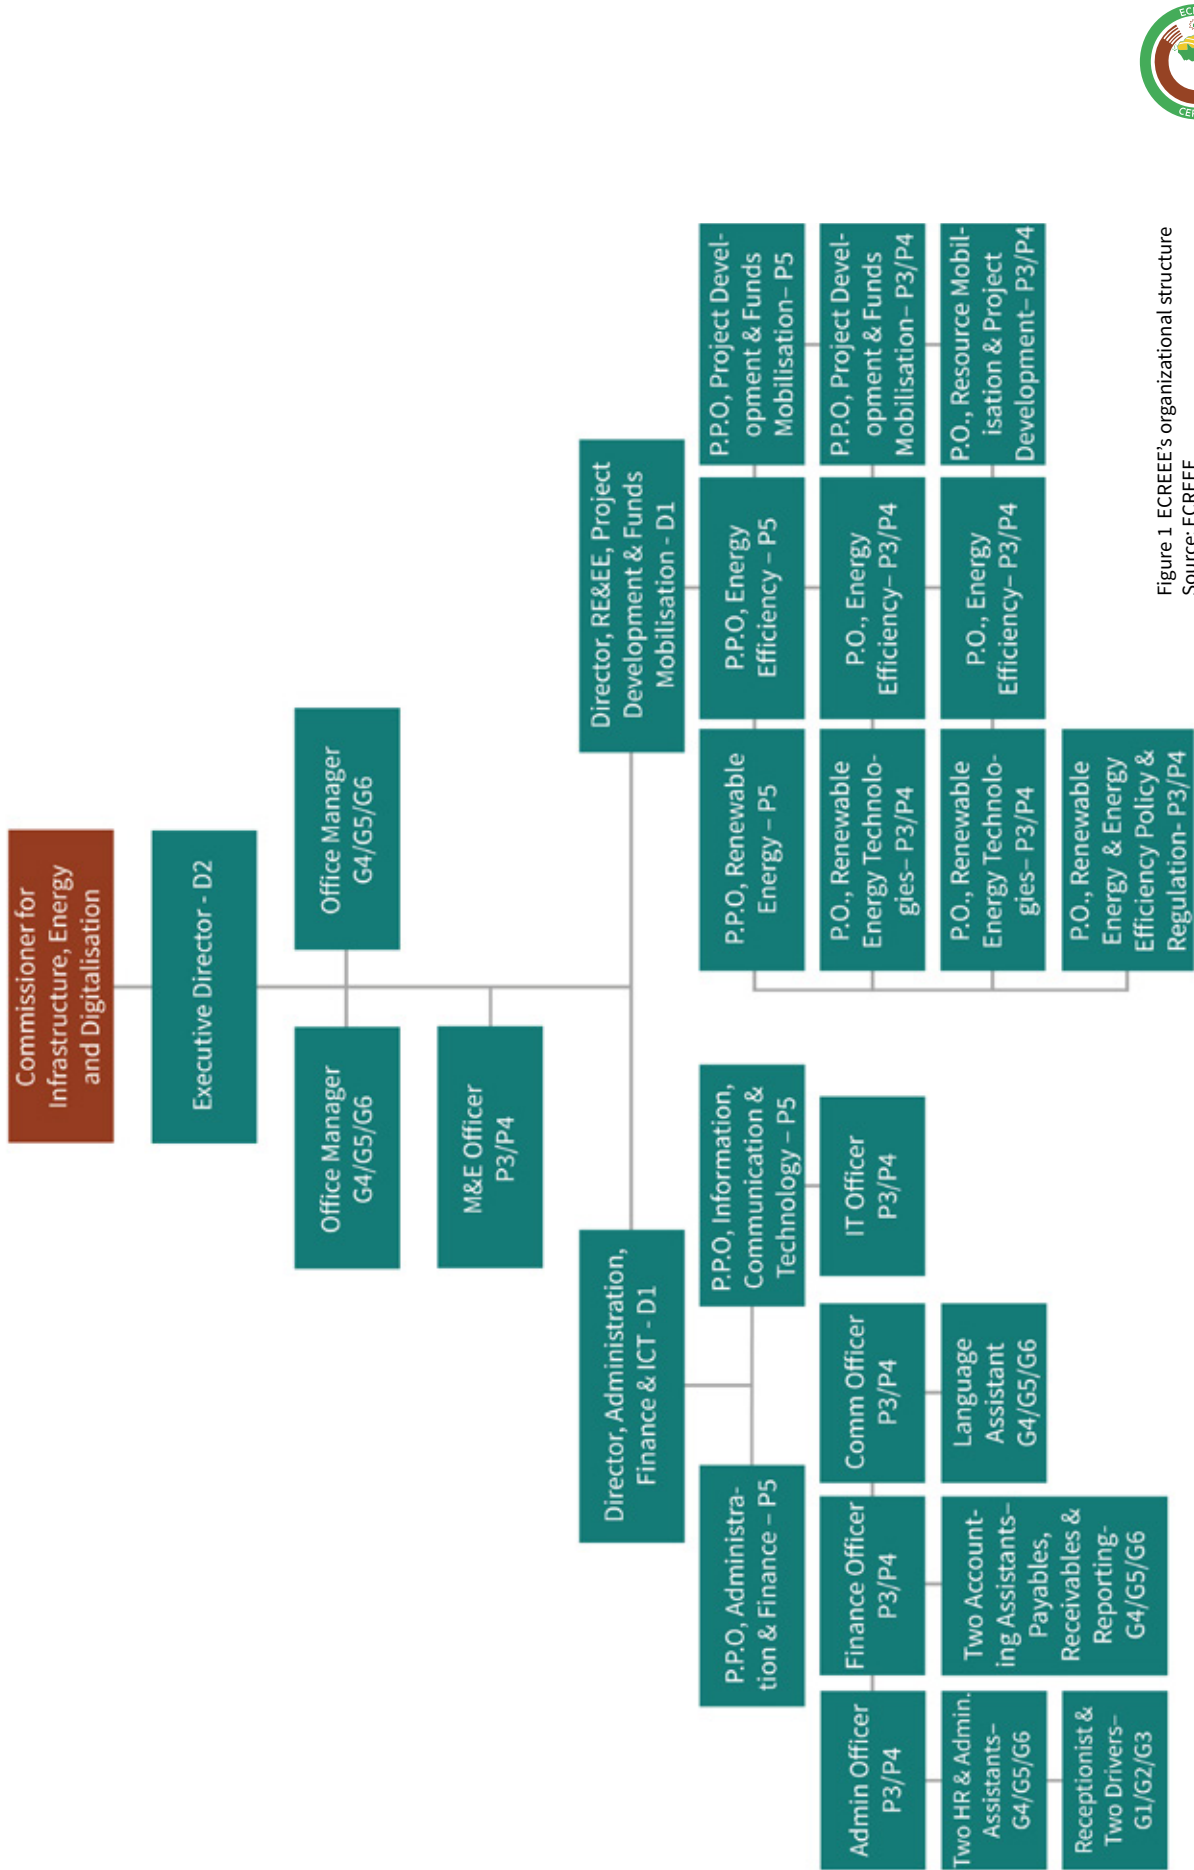 Commissioner for
Infrastructure, Energy
and Digitalisation
Executive Director - D2
Office Manager
G4/G5/G6
Office Manager
G4/G5/G6
M&E Officer
P3/P4
Director, Administration,
Finance & ICT - D1
Director, RE&EE, Project
Development & Funds
Mobilisation - D1
P.P.O, Administra-
tion & Finance – P5
P.P.O, Information,
Communication &
Technology – P5
P.P.O, Renewable
Energy – P5
P.P.O, Energy
Efficiency – P5
P.P.O, Project Devel-
opment & Funds
Mobilisation– P5
Admin Officer
P3/P4
Finance Officer
P3/P4
Comm Officer
P3/P4
IT Officer
P3/P4
P.O., Renewable
Energy Technolo-
gies– P3/P4
P.O., Energy
Efficiency– P3/P4
P.P.O, Project Devel-
opment & Funds
Mobilisation– P3/P4
Two HR & Admin.
Assistants–
G4/G5/G6
Two Account-
ing Assistants–
Payables,
Receivables &
Reporting-
G4/G5/G6
Language
Assistant
G4/G5/G6
P.O., Renewable
Energy Technolo-
gies– P3/P4
P.O., Energy
Efficiency– P3/P4
P.O., Resource Mobil-
isation & Project
Development– P3/P4
Receptionist &
Two Drivers–
G1/G2/G3
P.O., Renewable
Energy & Energy
Efficiency Policy &
Regulation- P3/P4
Figure 1 ECREEE's organizational structure
Source: ECREEE